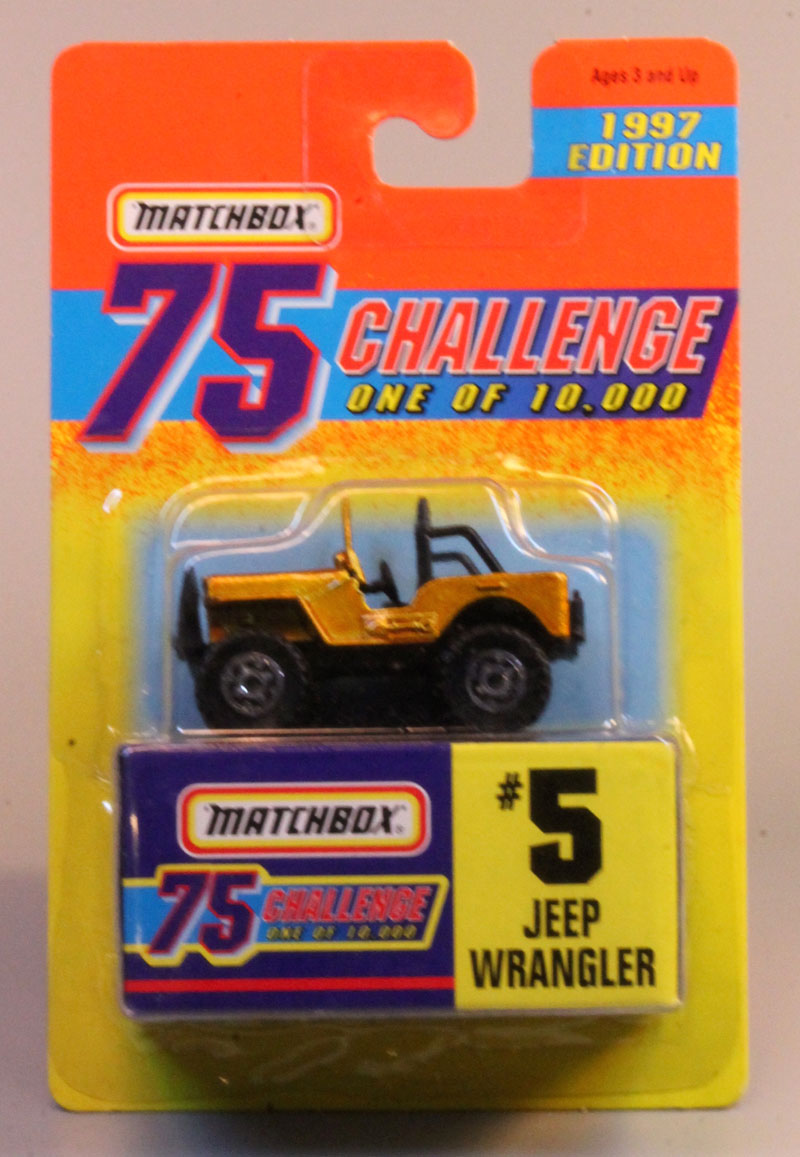 Ages 3 and Up
1997
EDITION
MATCHBOX®
75 CHALLENGE
ONE OF 10,000
MATCHBOX®
75 CHALLENGE
ONE OF 10,000
#5
JEEP
WRANGLER